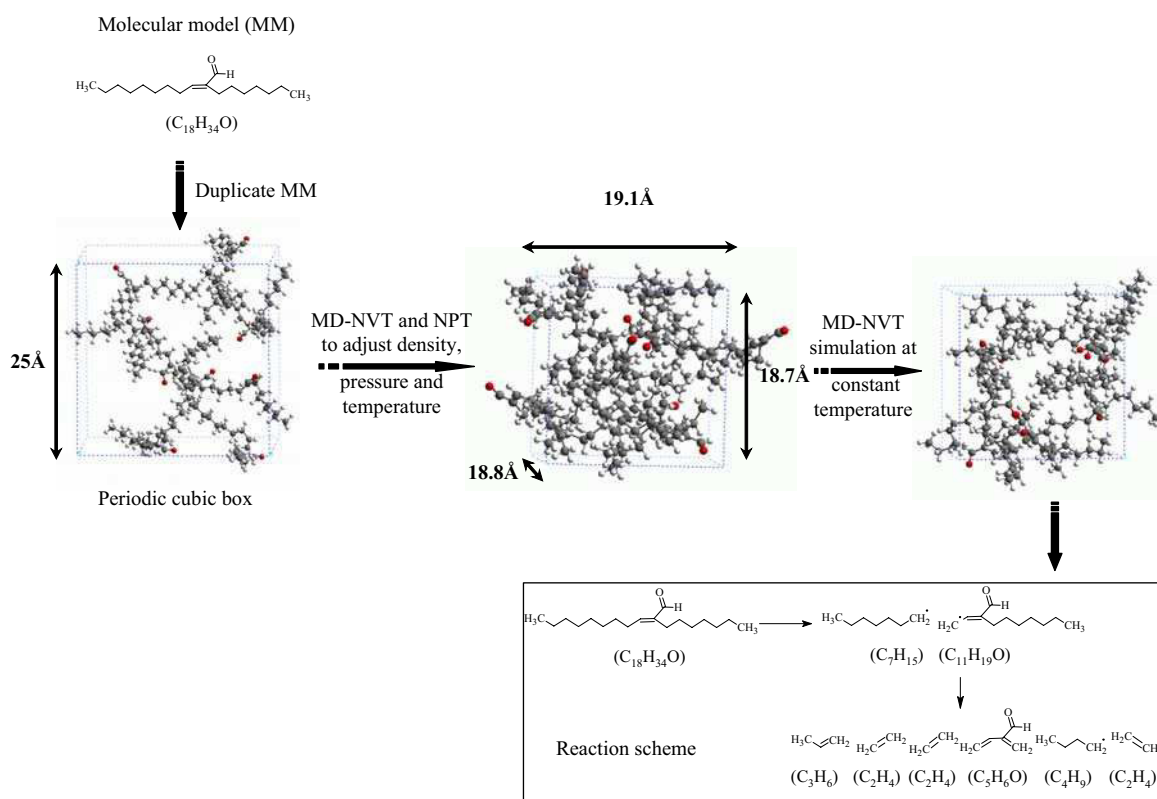 Molecular model (MM)
O
H
H₃C
CH₃
(C₁₈H₃₄O)
Duplicate MM
25Å
Periodic cubic box
MD-NVT and NPT
to adjust density,
pressure and
temperature
19.1Å
18.7Å
18.8Å
MD-NVT
simulation at
constant
temperature
O
H
H₃C
CH₃
(C₁₈H₃₄O)
H₃C
CH₂
(C₇H₁₅)
O
H
H₂C
CH₃
(C₁₁H₁₉O)
Reaction scheme
H₃C CH₂
(C₃H₆)
H₂C CH₂
(C₂H₄)
H₂C CH₂
(C₂H₄)
O
H
H₂C CH₂
(C₅H₆O)
H₃C CH₂
(C₄H₉)
H₂C
(C₂H₄)